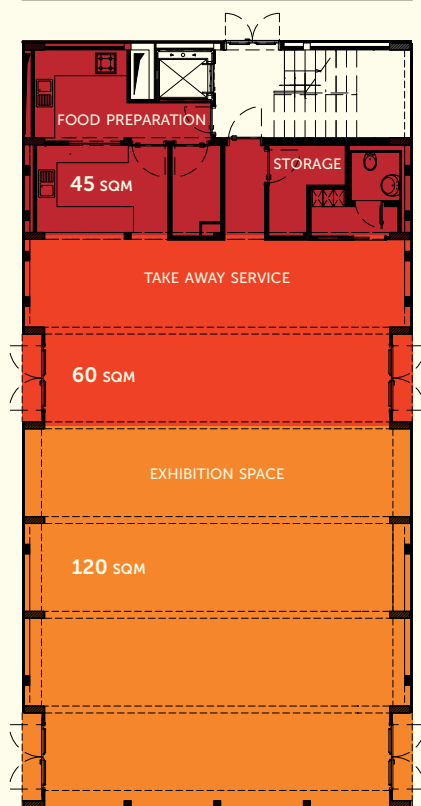 FOOD PREPARATION
STORAGE
45 SQM
TAKE AWAY SERVICE
60 SQM
EXHIBITION SPACE
120 SQM